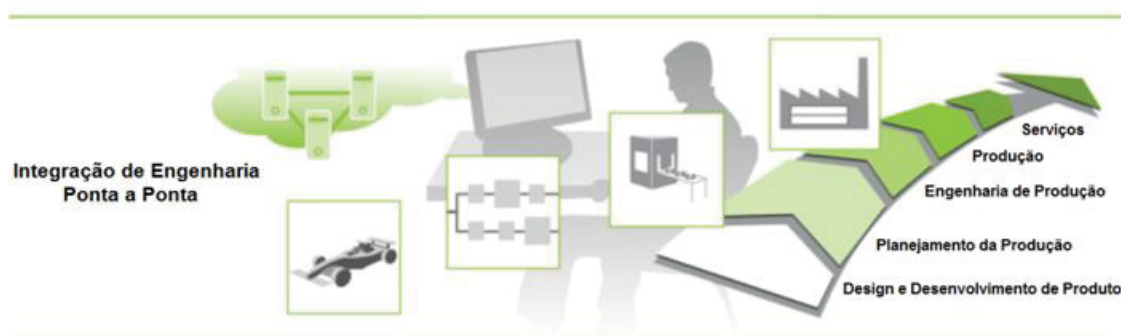 Integração de Engenharia
Ponta a Ponta
Serviços
Produção
Engenharia de Produção
Planejamento da Produção
Design e Desenvolvimento de Produto